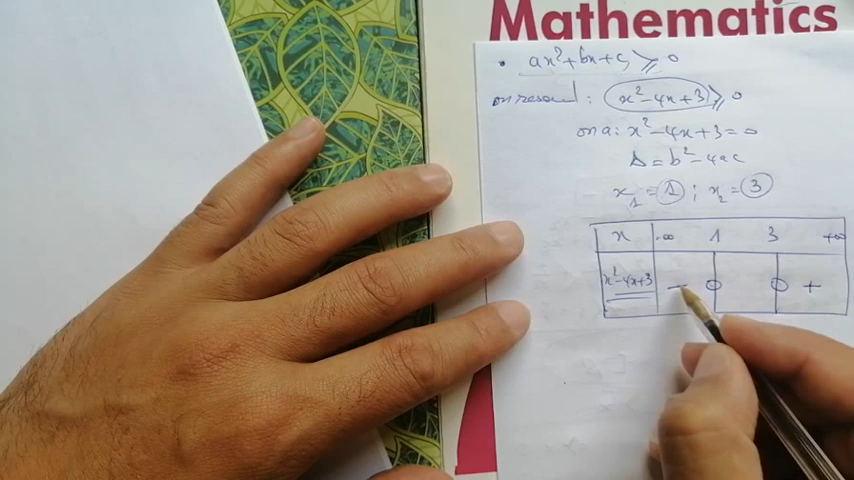 Mathematics
• ax²+bx+c ⩾ 0
on résoud : x²-4x+3 ⩾ 0
on a : x²-4x+3=0
Δ=b²-4ac
x₁=1 ; x₂=3
x -∞ 1 3 +∞
x²-4x+3 0 0 +